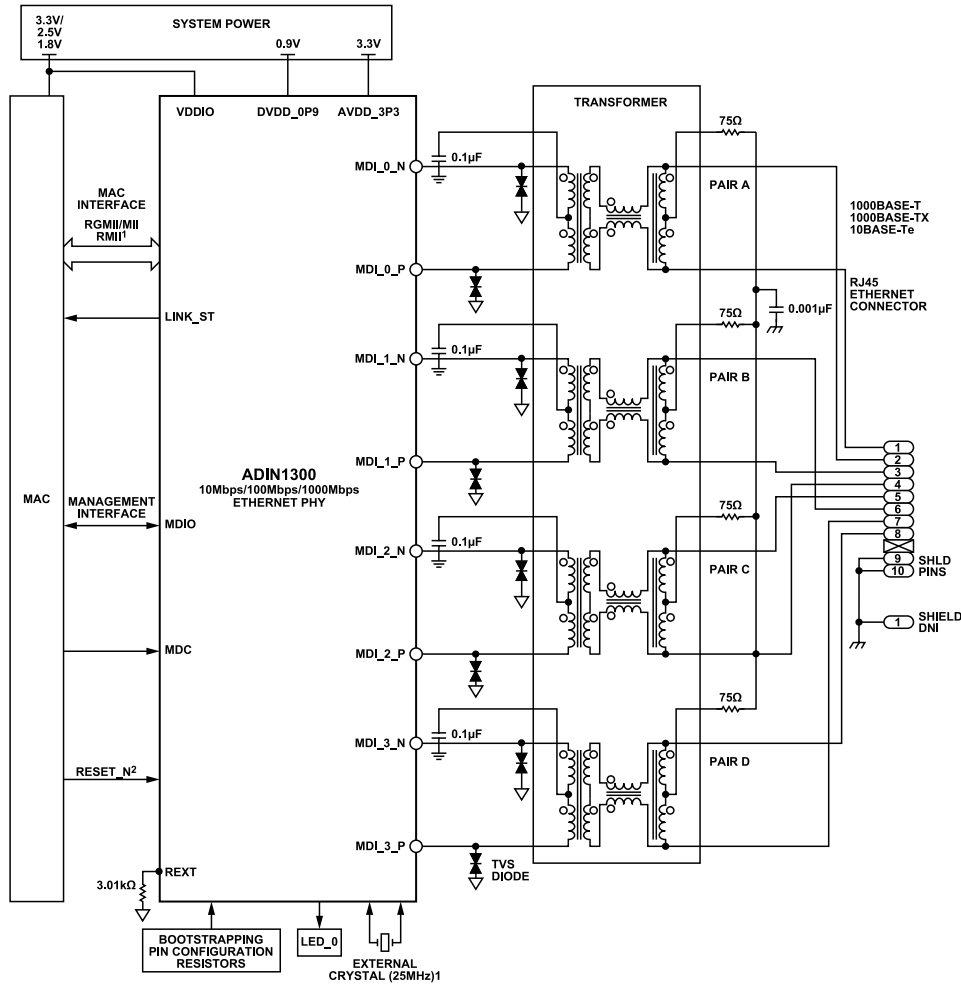 SYSTEM POWER
3.3V/
2.5V
1.8V
0.9V
3.3V
VDDIO
DVDD_0P9
AVDD_3P3
TRANSFORMER
75Ω
0.1µF
MDI_0_N
PAIR A
MAC
INTERFACE
RGMII/MII
RMII1
1000BASE-T
1000BASE-TX
10BASE-Te
MDI_0_P
RJ45
ETHERNET
CONNECTOR
LINK_ST
75Ω
0.001µF
0.1µF
MDI_1_N
PAIR B
MDI_1_P
ADIN1300
10Mbps/100Mbps/1000Mbps
ETHERNET PHY
MAC
MANAGEMENT
INTERFACE
MDIO
75Ω
0.1µF
MDI_2_N
PAIR C
1
2
3
4
5
6
7
8
9
10
SHLD
PINS
1
SHIELD
DNI
MDC
MDI_2_P
75Ω
0.1µF
MDI_3_N
PAIR D
RESET_N2
MDI_3_P
TVS
DIODE
REXT
3.01kΩ
BOOTSTRAPPING
PIN CONFIGURATION
RESISTORS
LED_0
EXTERNAL
CRYSTAL (25MHz)1